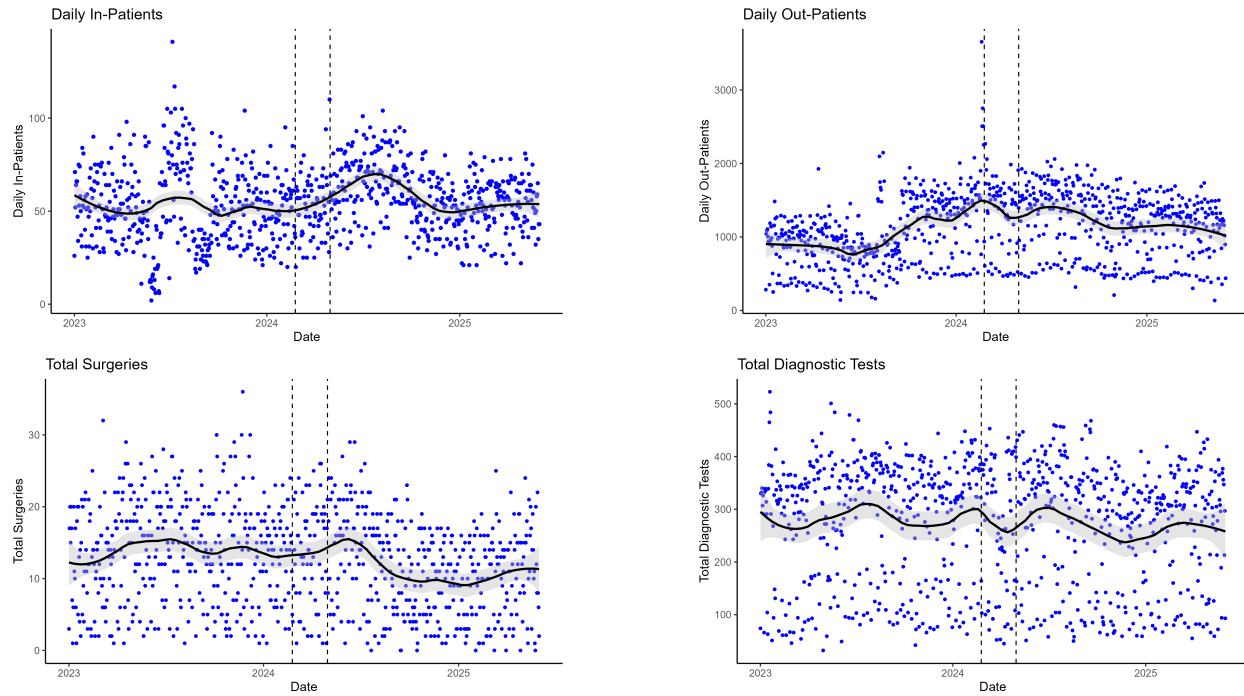 Daily In-Patients
Daily In-Patients
100
50
0
2023
2024
2025
Date
Daily Out-Patients
Daily Out-Patients
3000
2000
1000
0
2023
2024
2025
Date
Total Surgeries
Total Surgeries
30
20
10
0
2023
2024
2025
Date
Total Diagnostic Tests
Total Diagnostic Tests
500
400
300
200
100
2023
2024
2025
Date